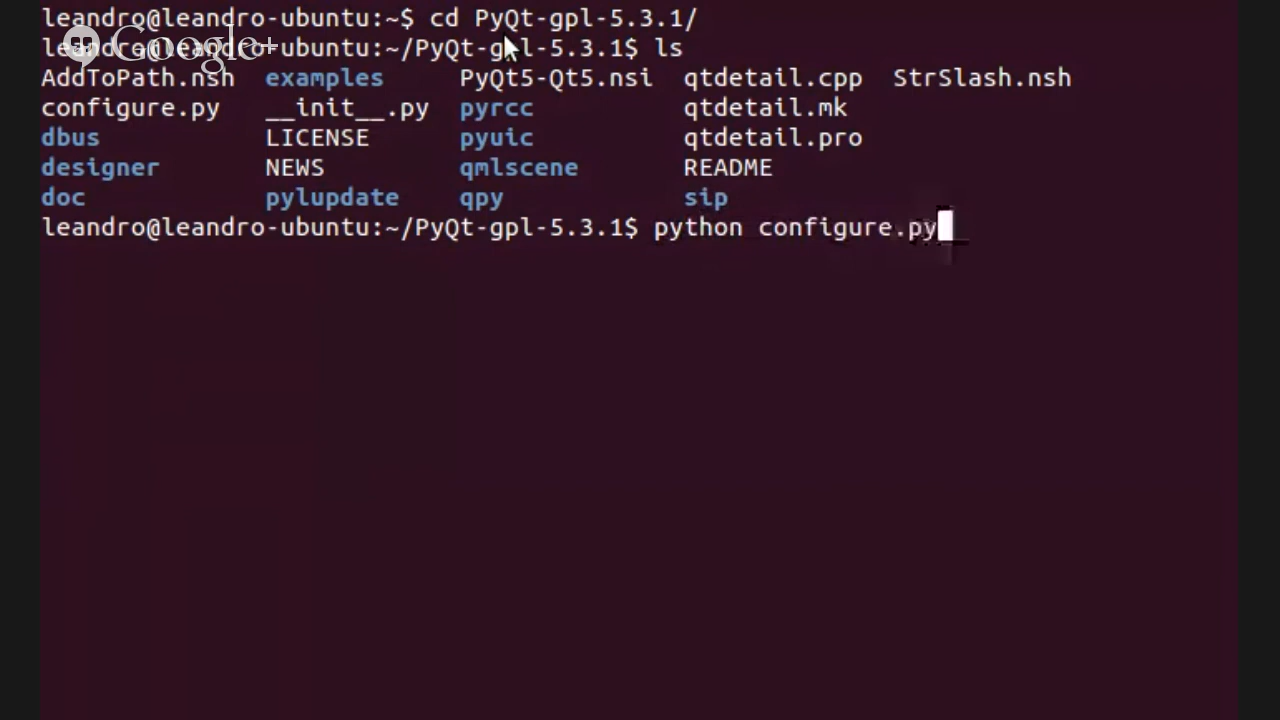 leandro@leandro-ubuntu:~$ cd PyQt-gpl-5.3.1/
Google+
leandro@leandro-ubuntu:~/PyQt-gpl-5.3.1$ ls
AddToPath.nsh examples PyQt5-Qt5.nsi qtdetail.cpp StrSlash.nsh
configure.py __init__.py pyrcc qtdetail.mk
dbus LICENSE pyuic qtdetail.pro
designer NEWS qmlscene README
doc pylupdate qpy sip
leandro@leandro-ubuntu:~/PyQt-gpl-5.3.1$ python configure.py